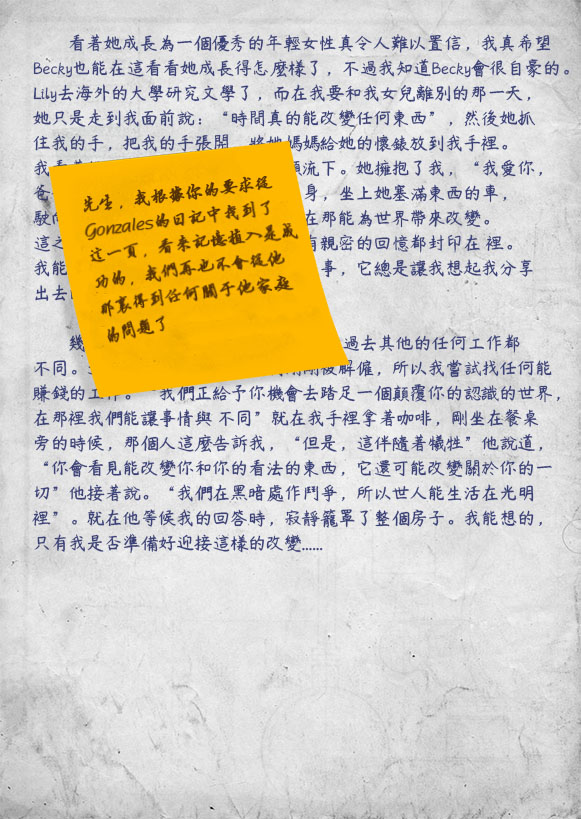 看著她成長為一個優秀的年輕女性真令人難以置信，我真希望
Becky也能在這看看她成長得怎麼樣了，不過我知道Becky會很自豪的。
Lily去海外的大學研究文學了，而在我要和我女兒離別的那一天，
她只是走到我面前說：“時間真的能改變任何東西”，然後她抓
住我的手，把我的手張開，將她媽媽給她的懷錶放到我手裡。
我
流下。她擁抱了我，“我愛你，
爸
身，坐上她塞滿東西的車，
駛
在那能為世界帶來改變。
這之
有親密的回憶都封印在裡。
我能
事，它總是讓我想起我分享
出去
先生，我根據你的要求從
Gonzales的日記中找到了
这一頁，看来記憶植入是成
功的，我們再也不會從他
那裏得到任何關于他家庭
的問題了
幾
過去其他的任何工作都
不同。
被解僱，所以我嘗試找任何能
賺錢的工作。“我們正給予你機會去踏足一個顛覆你的認識的世界，
在那裡我們能讓事情與不同”就在我手裡拿著咖啡，剛坐在餐桌
旁的時候，那個人這麼告訴我，“但是，這伴隨著犧牲”他說道，
“你會看見能改變你和你的看法的東西，它還可能改變關於你的一
切”他接著說。“我們在黑暗處作鬥爭，所以世人能生活在光明
裡”。就在他等候我的回答時，寂靜籠罩了整個房子。我能想的，
只有我是否準備好迎接這樣的改變……